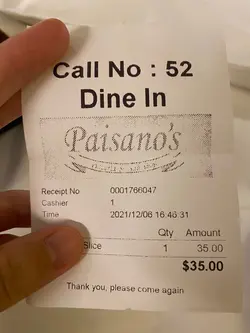 Call No : 52
Dine In
Paisano's
Receipt No 0001766047
Cashier 1
Time 2021/12/06 16:46:31
Qty Amount
Slice 1 35.00
$35.00
Thank you, please come again